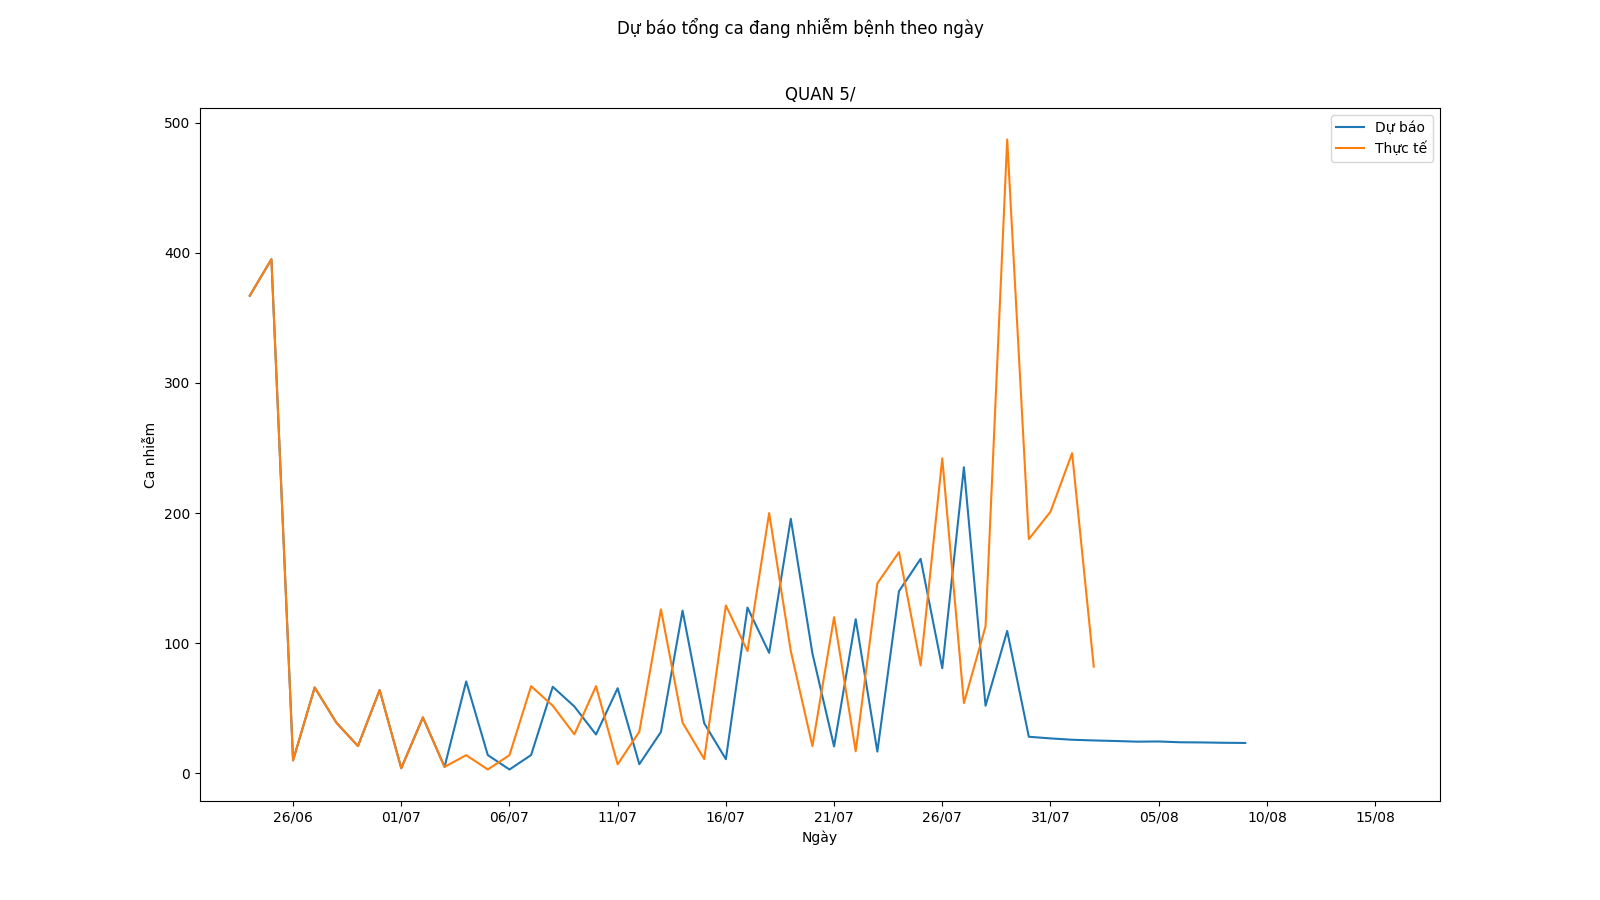 Dự báo tổng ca đang nhiễm bệnh theo ngày
QUAN 5/
Dự báo
Thực tế
500
400
300
200
100
0
Ca nhiễm
26/06 01/07 06/07 11/07 16/07 21/07 26/07 31/07 05/08 10/08 15/08
Ngày